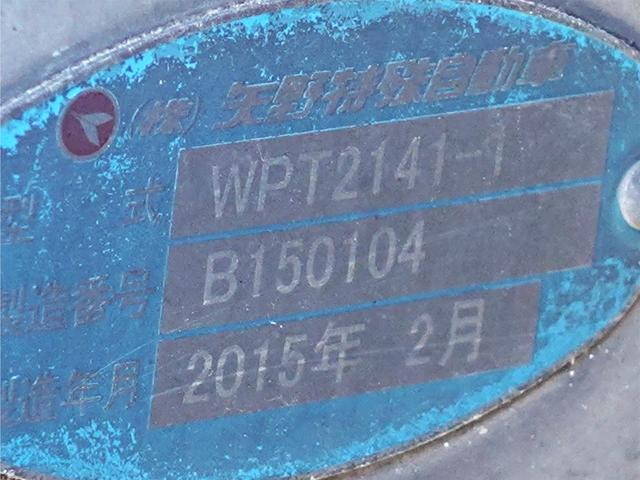 (株)矢野特殊自動車
型 式 WPT2141-1
製造番号 B150104
製造年月 2015年 2月